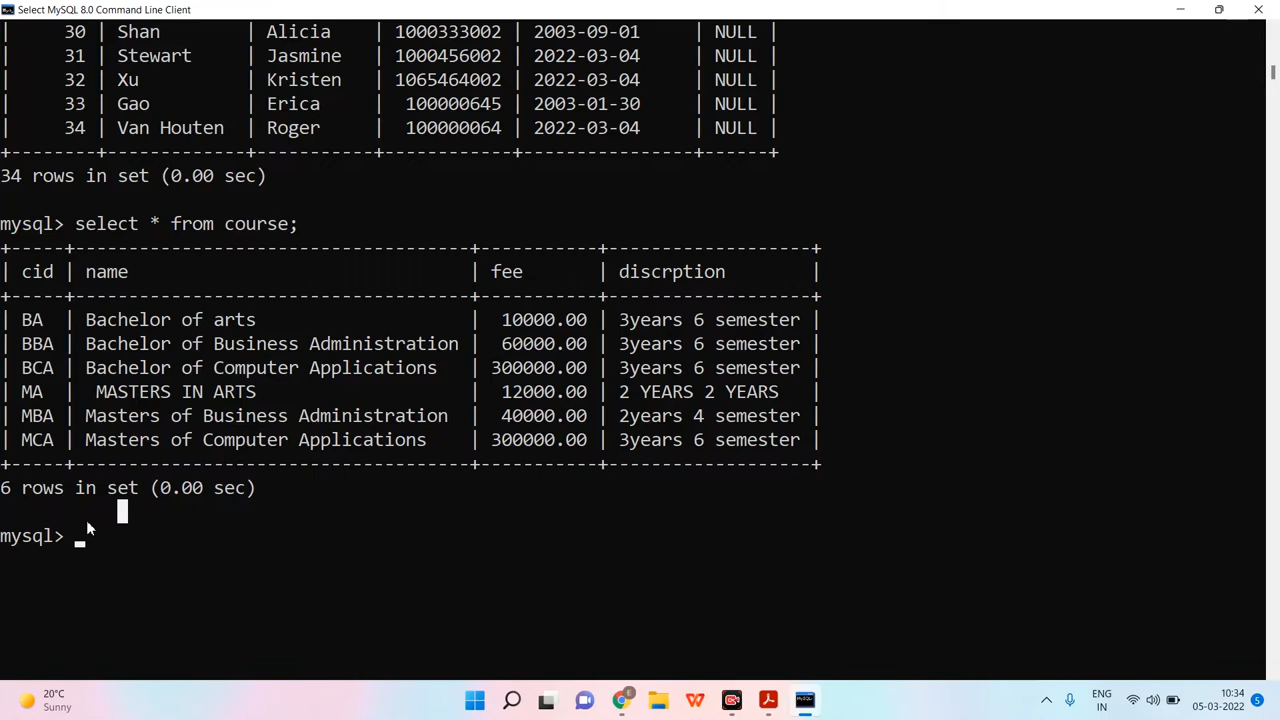 Select MySQL 8.0 Command Line Client
|     30 | Shan       | Alicia    | 1000333002 | 2003-09-01     | NULL |
|     31 | Stewart    | Jasmine   | 1000456002 | 2022-03-04     | NULL |
|     32 | Xu         | Kristen   | 1065464002 | 2022-03-04     | NULL |
|     33 | Gao        | Erica     |  100000645 | 2003-01-30     | NULL |
|     34 | Van Houten | Roger     |  100000064 | 2022-03-04     | NULL |
+--------+------------+-----------+------------+----------------+------+
34 rows in set (0.00 sec)
mysql> select * from course;
+-----+-------------------------------------+-----------+-------------------+
| cid | name                                | fee       | discrption        |
+-----+-------------------------------------+-----------+-------------------+
| BA  | Bachelor of arts                    |  10000.00 | 3years 6 semester |
| BBA | Bachelor of Business Administration |  60000.00 | 3years 6 semester |
| BCA | Bachelor of Computer Applications   | 300000.00 | 3years 6 semester |
| MA  |  MASTERS IN ARTS                    |  12000.00 | 2 YEARS 2 YEARS   |
| MBA | Masters of Business Administration  |  40000.00 | 2years 4 semester |
| MCA | Masters of Computer Applications    | 300000.00 | 3years 6 semester |
+-----+-------------------------------------+-----------+-------------------+
6 rows in set (0.00 sec)
mysql> _
20°C
Sunny
ENG
IN
10:34
05-03-2022
5